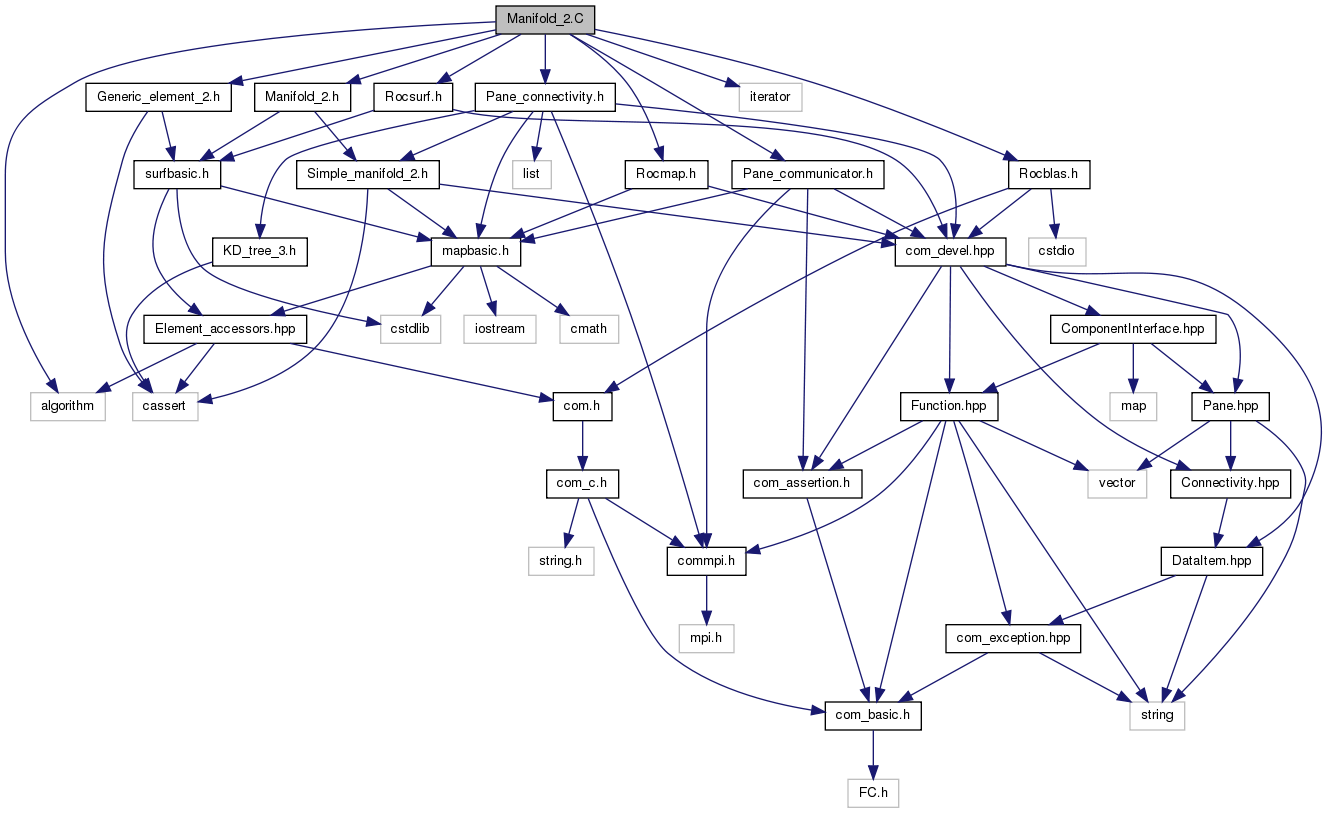 Manifold_2.C
Generic_element_2.h
Manifold_2.h
Rocsurf.h
Pane_connectivity.h
iterator
surfbasic.h
Simple_manifold_2.h
list
Rocmap.h
Pane_communicator.h
Rocblas.h
KD_tree_3.h
mapbasic.h
com_devel.hpp
cstdio
Element_accessors.hpp
cstdlib
iostream
cmath
ComponentInterface.hpp
algorithm
cassert
com.h
Function.hpp
map
Pane.hpp
com_c.h
com_assertion.h
vector
Connectivity.hpp
string.h
commpi.h
DataItem.hpp
mpi.h
com_exception.hpp
com_basic.h
string
FC.h